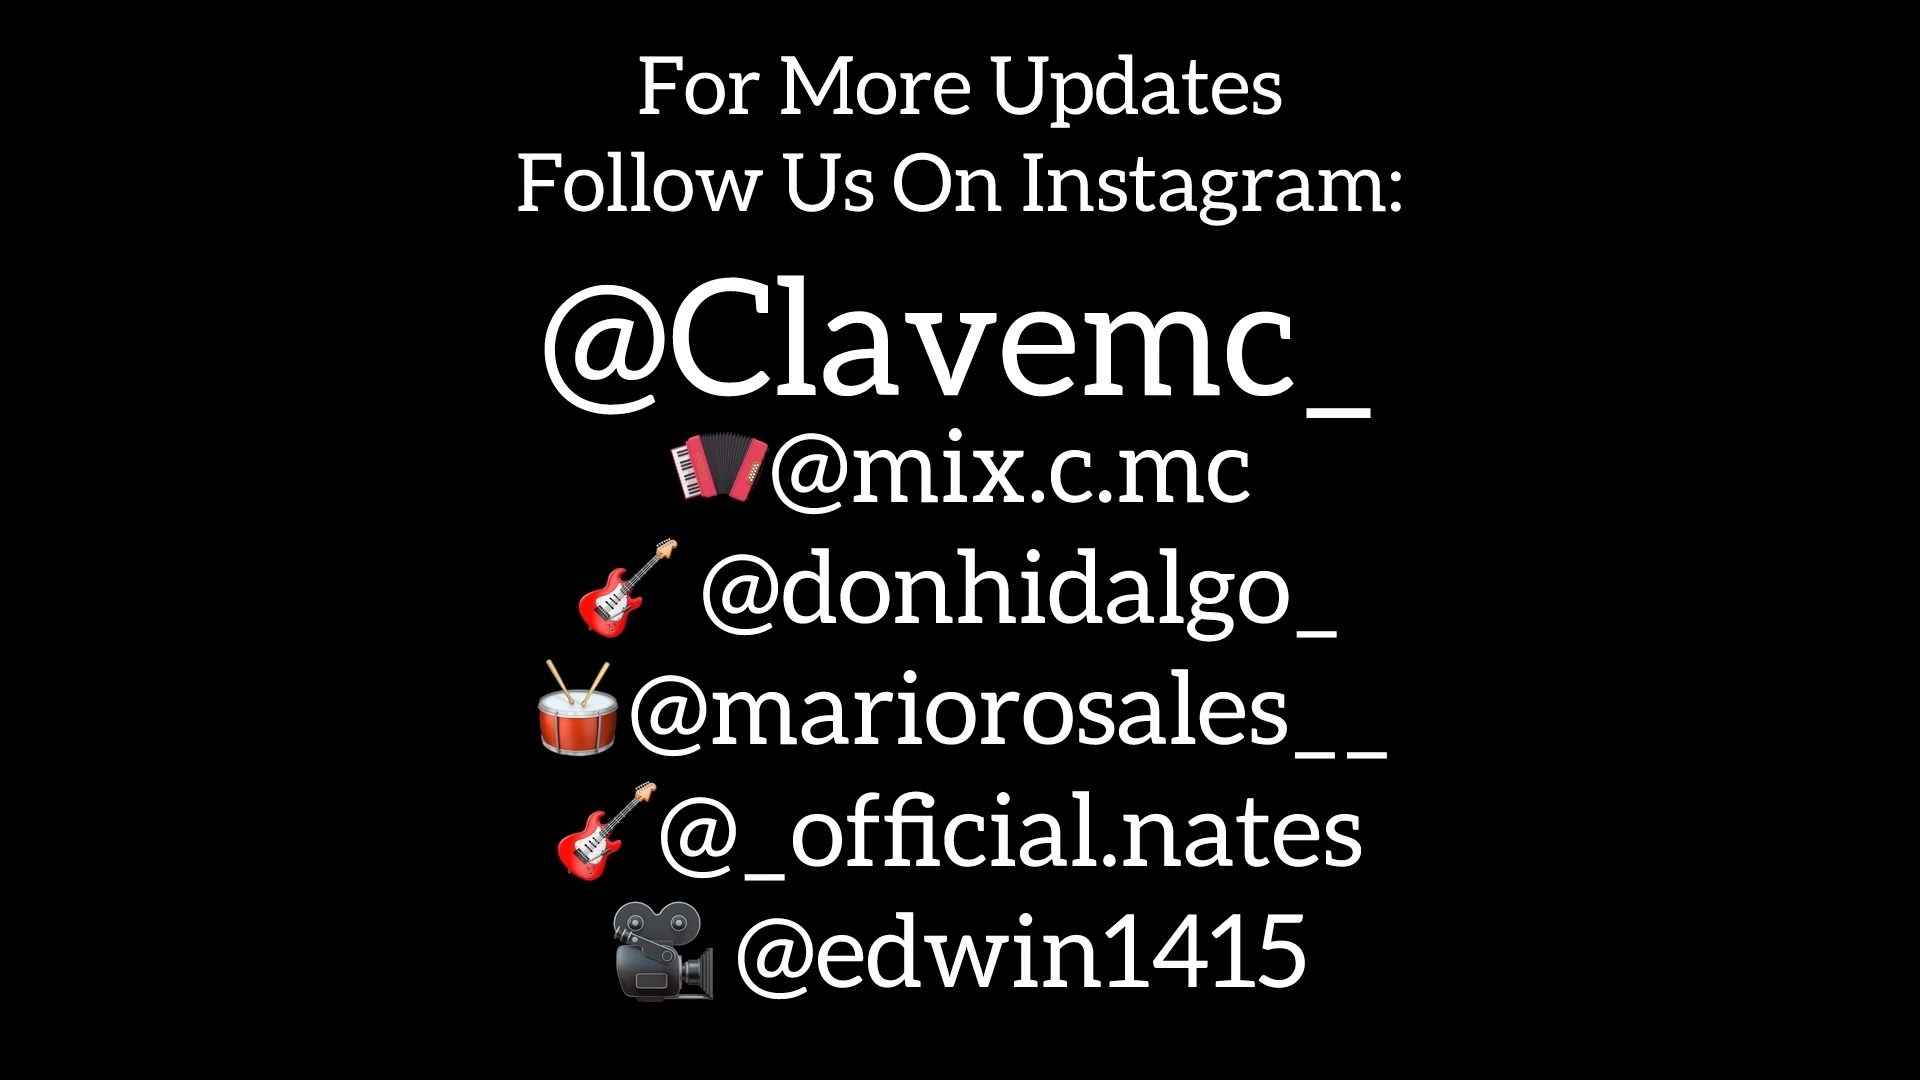 For More Updates
Follow Us On Instagram:
@Clavemc_
@mix.c.mc
@donhidalgo_
@mariorosales__
@_official.nates
@edwin1415